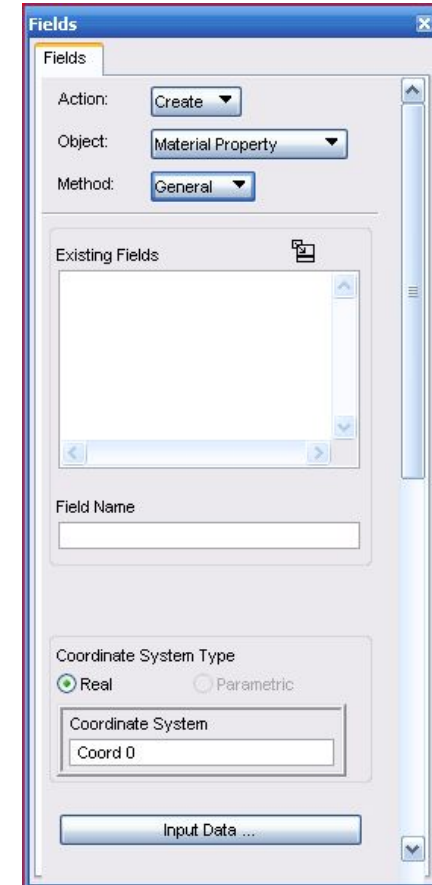 Fields
Fields
Action: Create
Object: Material Property
Method: General
Existing Fields
Field Name
Coordinate System Type
Real Parametric
Coordinate System
Coord 0
Input Data ...